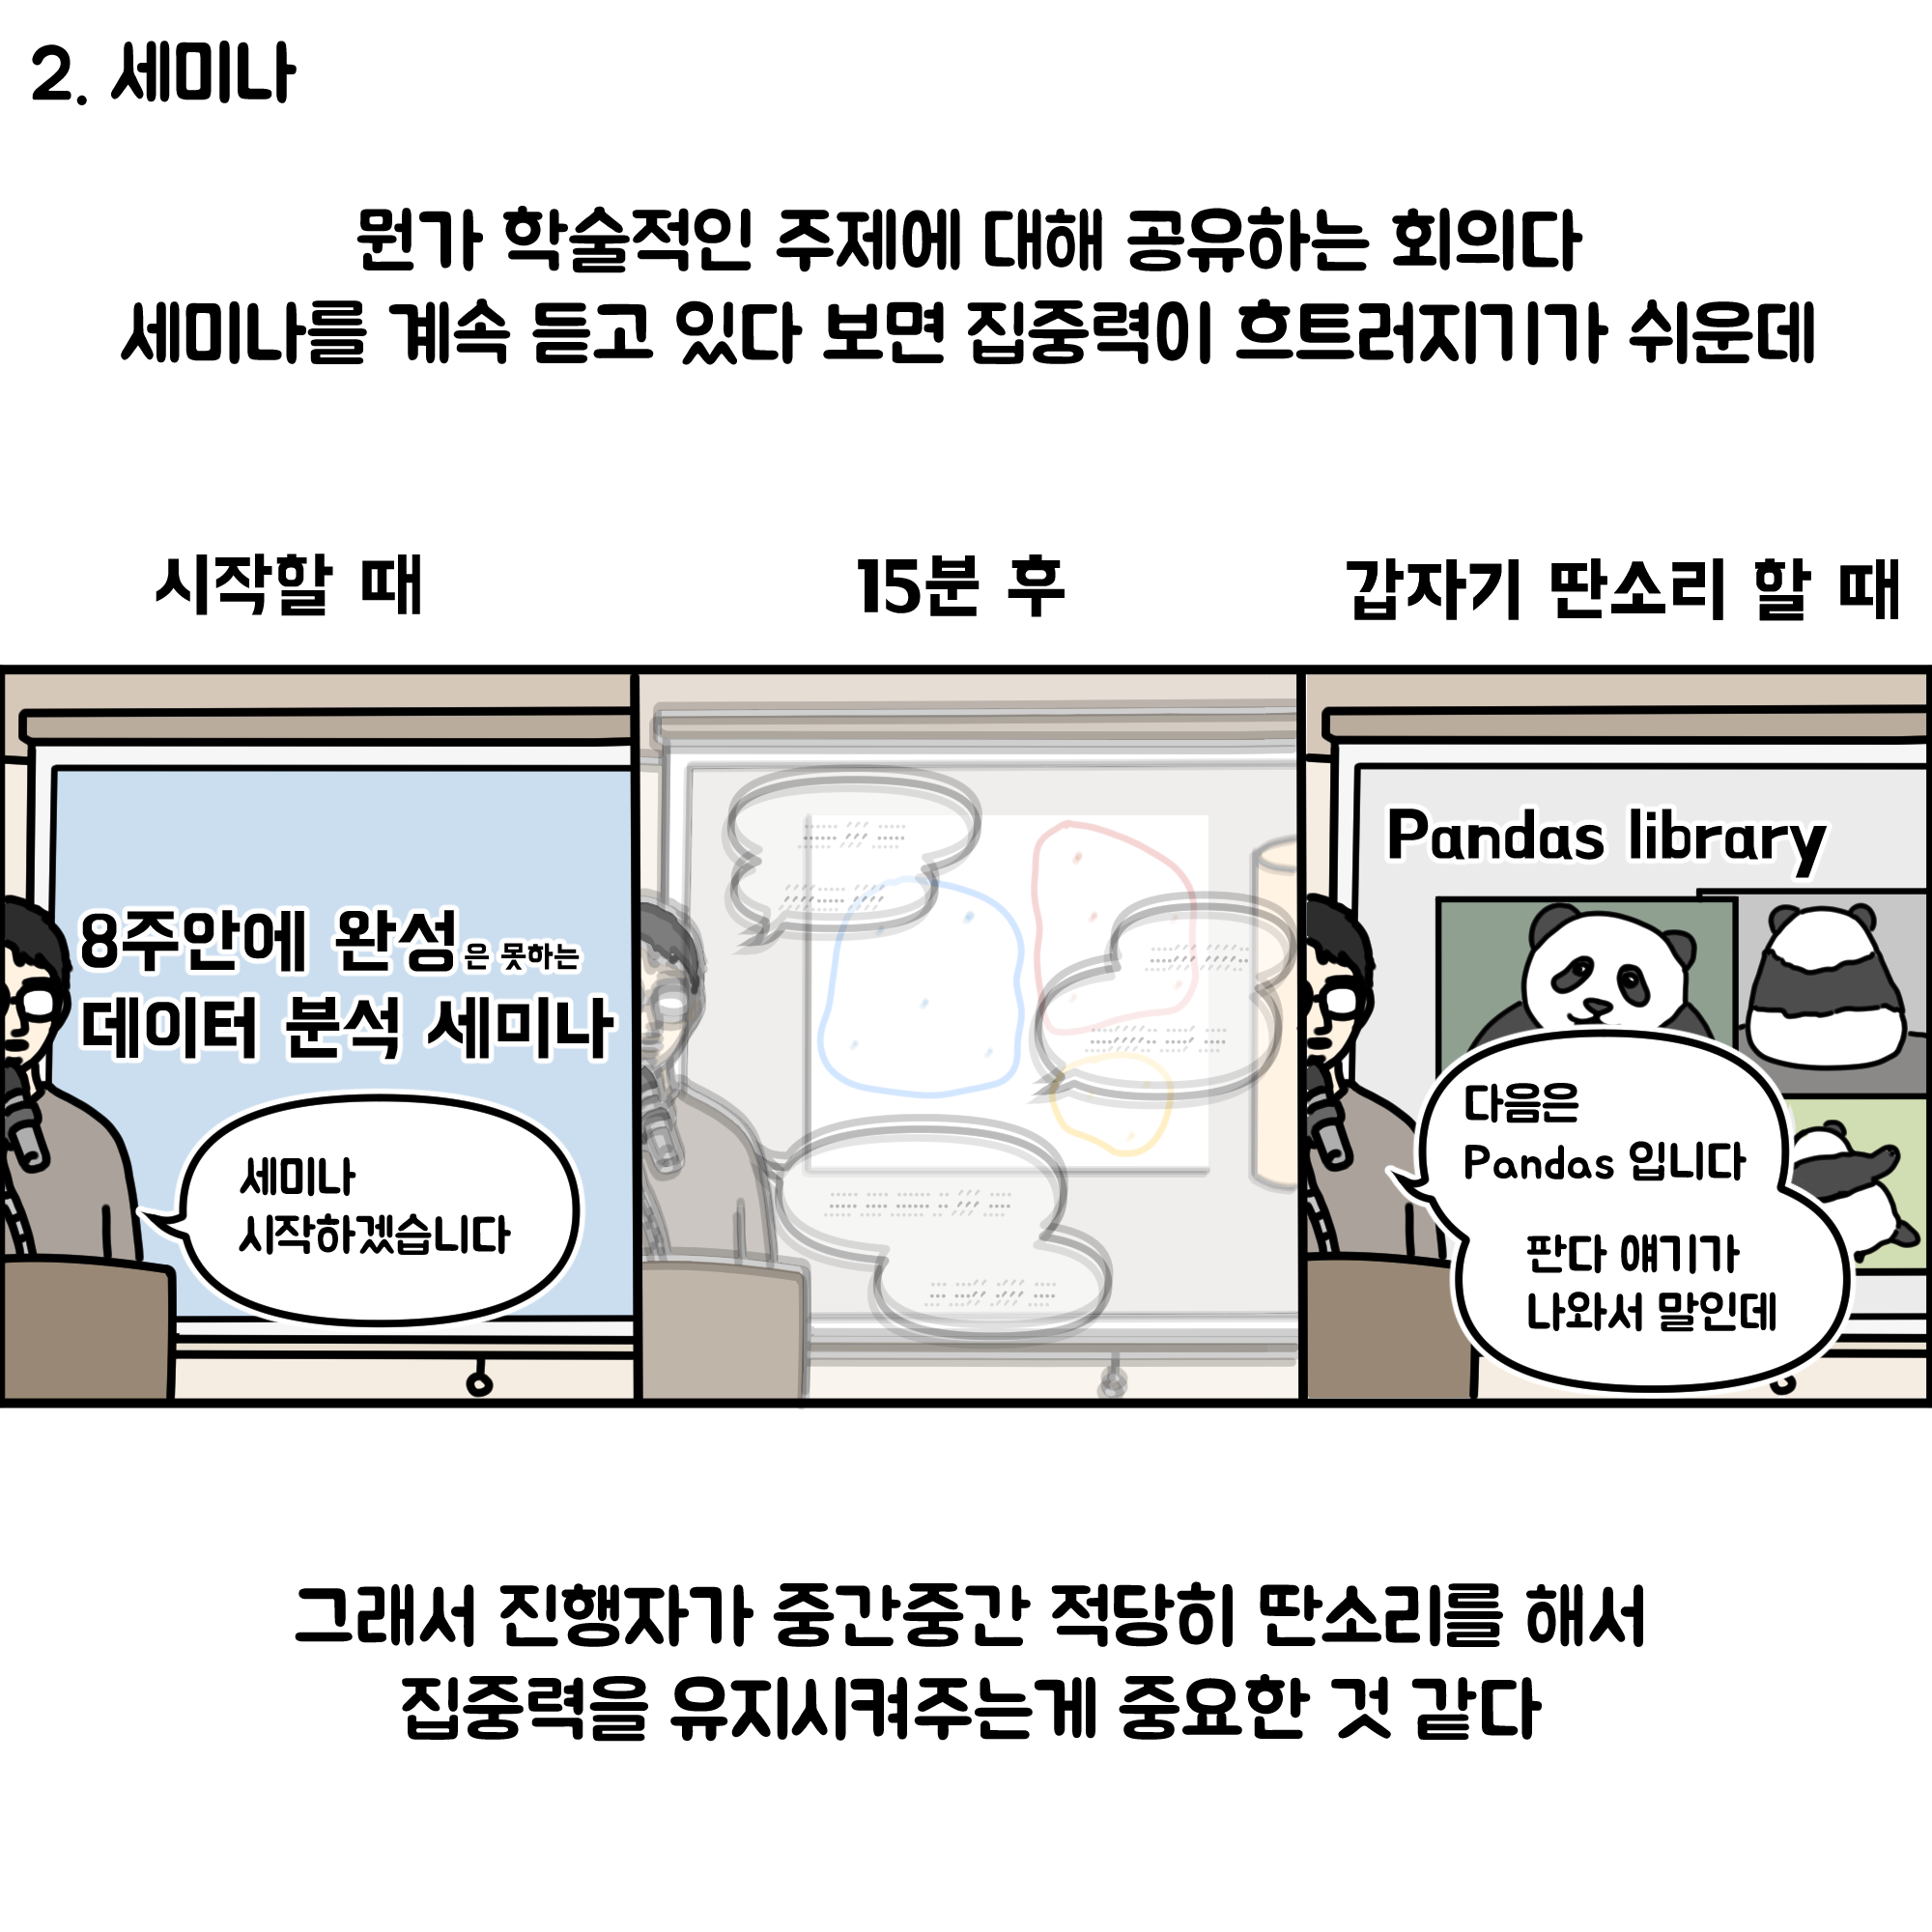 2. 세미나
뭔가 학술적인 주제에 대해 공유하는 회의다
세미나를 계속 듣고 있다 보면 집중력이 흐트러지기가 쉬운데
시작할 때
15분 후
갑자기 딴소리 할 때
8주안에 완성은 못하는
데이터 분석 세미나
세미나
시작하겠습니다
Pandas library
다음은
Pandas 입니다
판다 얘기가
나와서 말인데
그래서 진행자가 중간중간 적당히 딴소리를 해서
집중력을 유지시켜주는게 중요한 것 같다